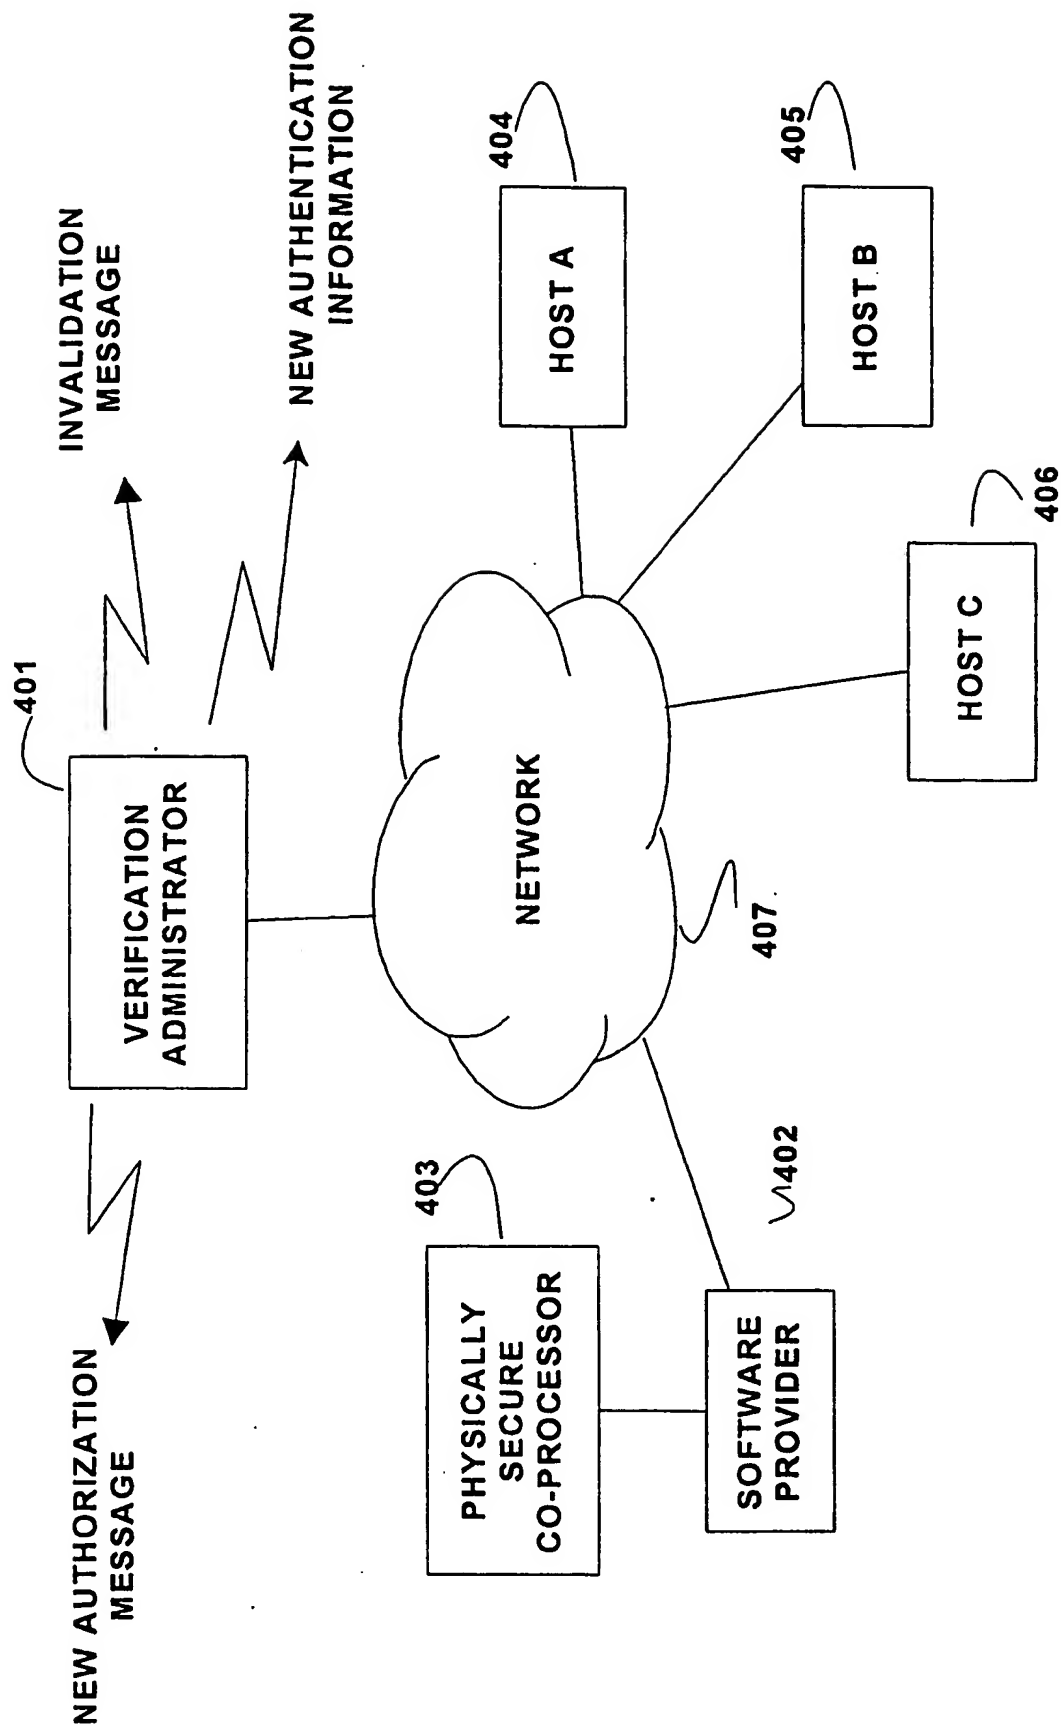 NEW AUTHORIZATION
MESSAGE
401
INVALIDATION
MESSAGE
VERIFICATION
ADMINISTRATOR
NEW AUTHENTICATION
INFORMATION
403
PHYSICALLY
SECURE
CO-PROCESSOR
NETWORK
404
HOST A
402
SOFTWARE
PROVIDER
407
405
HOST B
HOST C
406